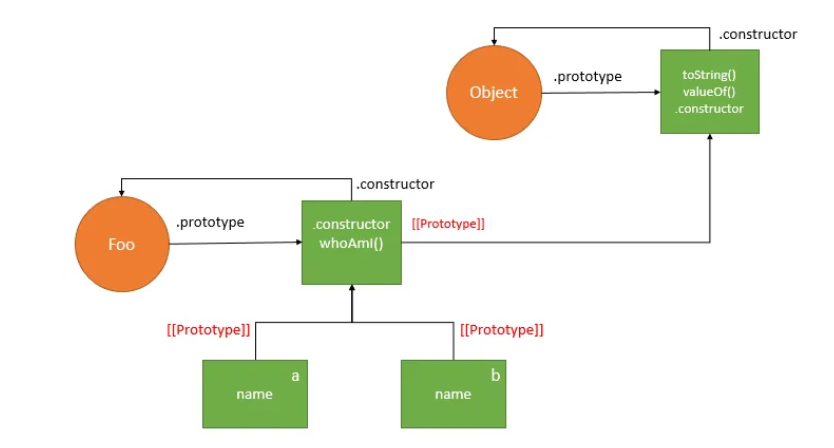 .constructor
Object
.prototype
toString()
valueOf()
.constructor
.constructor
Foo
.prototype
.constructor
whoAmI()
[[Prototype]]
[[Prototype]]
[[Prototype]]
a
name
b
name